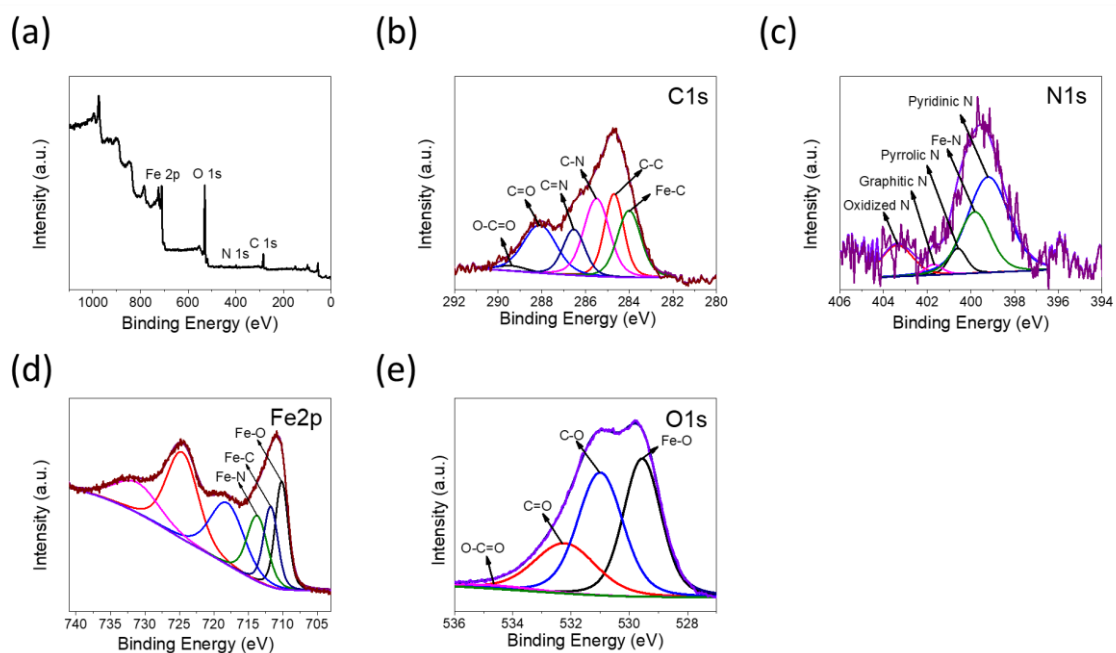 (a)
Intensity (a.u.)
Fe 2p
O 1s
N 1s
C 1s
1000 800 600 400 200 0
Binding Energy (eV)
(b)
C1s
Intensity (a.u.)
O-C=O
C=O
C=N
C-N
C-C
Fe-C
292 290 288 286 284 282 280
Binding Energy (eV)
(c)
N1s
Intensity (a.u.)
Pyridinic N
Fe-N
Pyrrolic N
Graphitic N
Oxidized N
406 404 402 400 398 396 394
Binding Energy (eV)
(d)
Fe2p
Intensity (a.u.)
Fe-O
Fe-C
Fe-N
740 735 730 725 720 715 710 705
Binding Energy (eV)
(e)
O1s
Intensity (a.u.)
C-O
Fe-O
C=O
O-C=O
536 534 532 530 528
Binding Energy (eV)